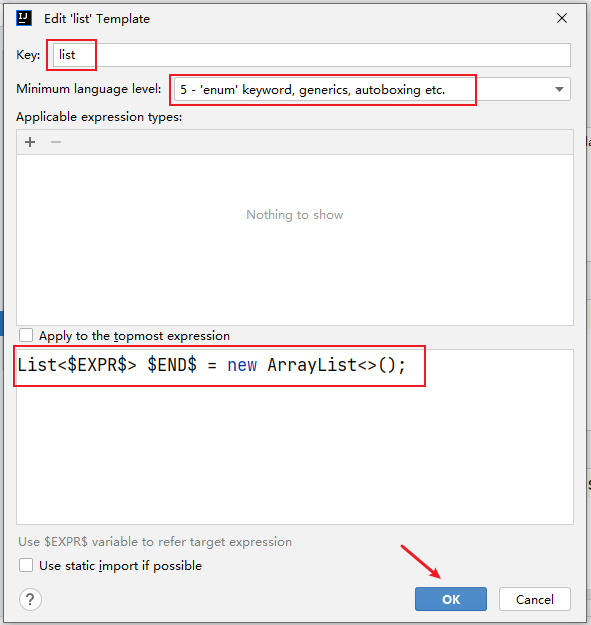 Edit 'list' Template
Key: list
Minimum language level: 5 - 'enum' keyword, generics, autoboxing etc.
Applicable expression types:
Nothing to show
Apply to the topmost expression
List<$EXPR$> $END$ = new ArrayList<>();
Use $EXPR$ variable to refer target expression
Use static import if possible
? OK Cancel